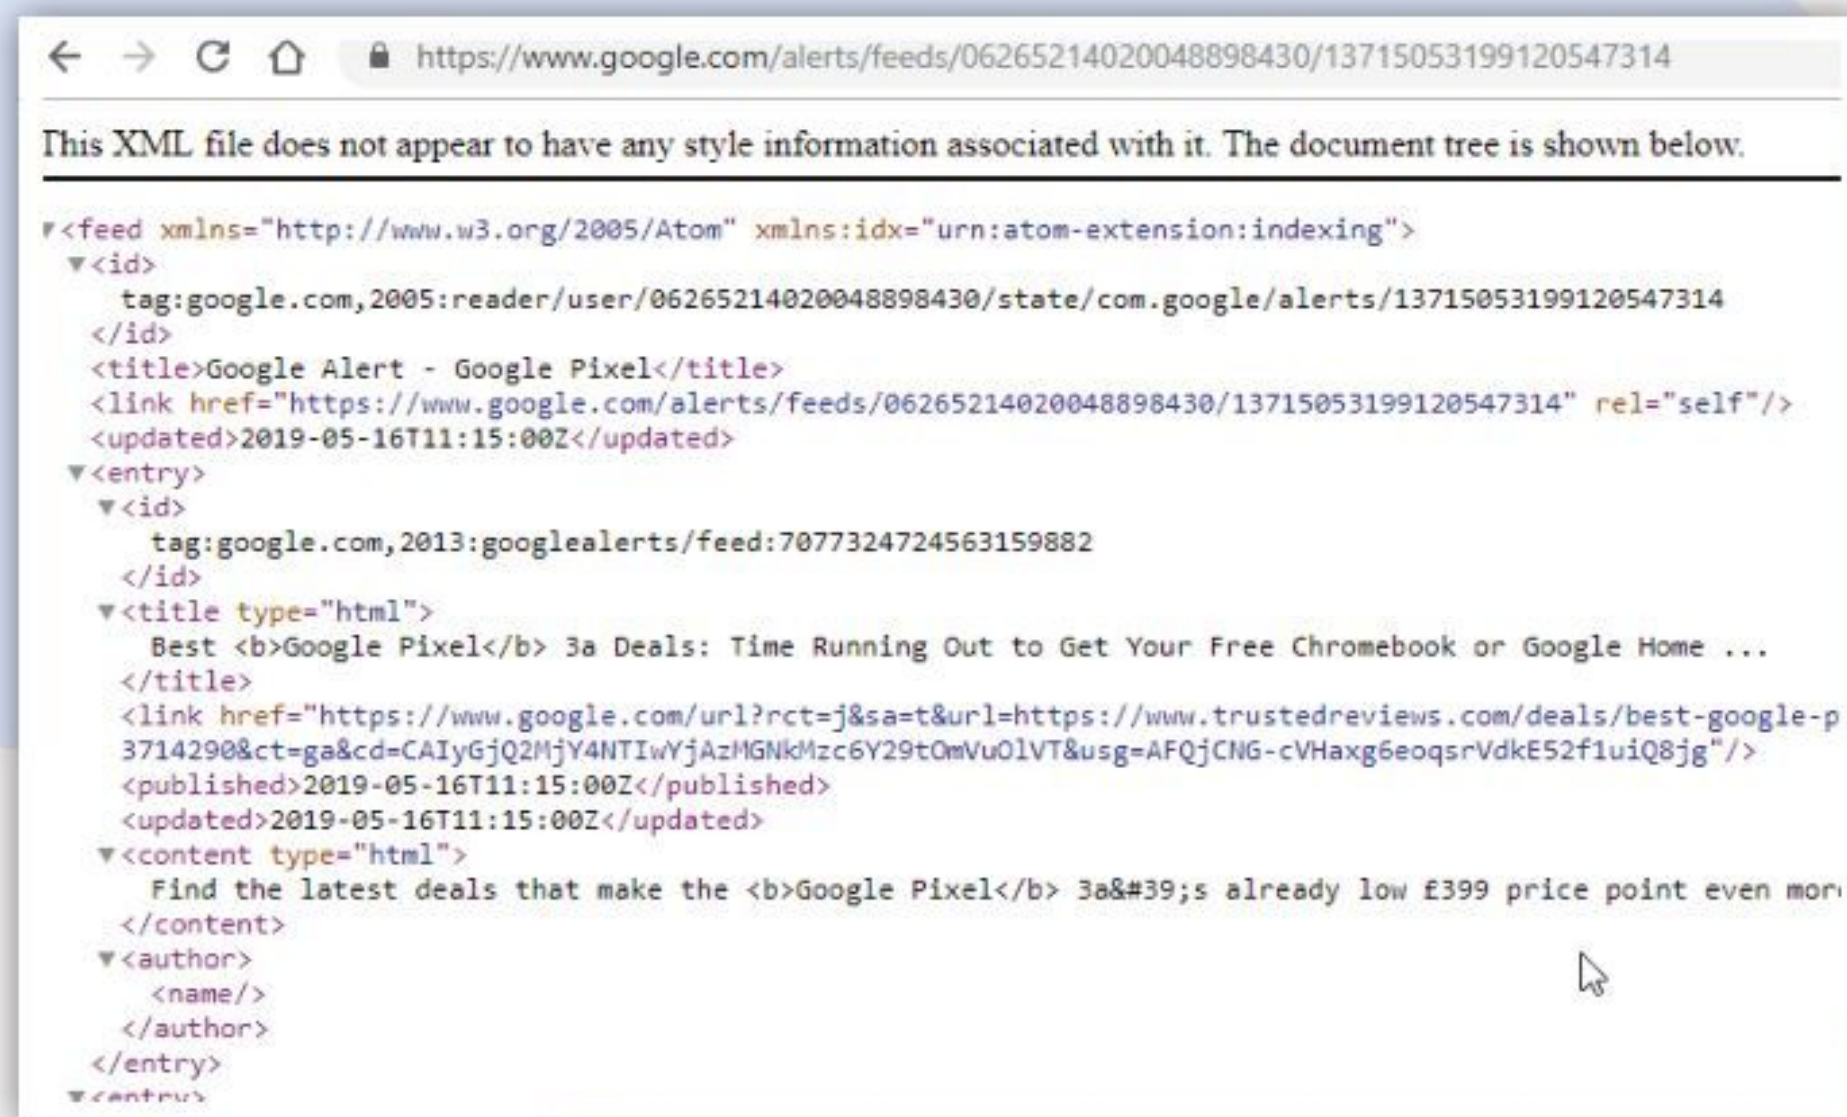 https://www.google.com/alerts/feeds/06265214020048898430/13715053199120547314
This XML file does not appear to have any style information associated with it. The document tree is shown below.
▼<feed xmlns="http://www.w3.org/2005/Atom" xmlns:idx="urn:atom-extension:indexing">
▼<id>
tag:google.com,2005:reader/user/06265214020048898430/state/com.google/alerts/13715053199120547314
</id>
<title>Google Alert - Google Pixel</title>
<link href="https://www.google.com/alerts/feeds/06265214020048898430/13715053199120547314" rel="self"/>
<updated>2019-05-16T11:15:00Z</updated>
▼<entry>
▼<id>
tag:google.com,2013:googlealerts/feed:7077324724563159882
</id>
▼<title type="html">
Best <b>Google Pixel</b> 3a Deals: Time Running Out to Get Your Free Chromebook or Google Home ...
</title>
<link href="https://www.google.com/url?rct=j&sa=t&url=https://www.trustedreviews.com/deals/best-google-p
3714290&ct=ga&cd=CAIyGjQ2MjY4NTIwYjAzMGNkMzc6Y29tOmVuOlVT&usg=AFQjCNG-cVHaxg6eoqsrVdkE52f1uiQ8jg"/>
<published>2019-05-16T11:15:00Z</published>
<updated>2019-05-16T11:15:00Z</updated>
▼<content type="html">
Find the latest deals that make the <b>Google Pixel</b> 3a&#39;s already low £399 price point even mor
</content>
▼<author>
<name/>
</author>
</entry>
▼<entry>